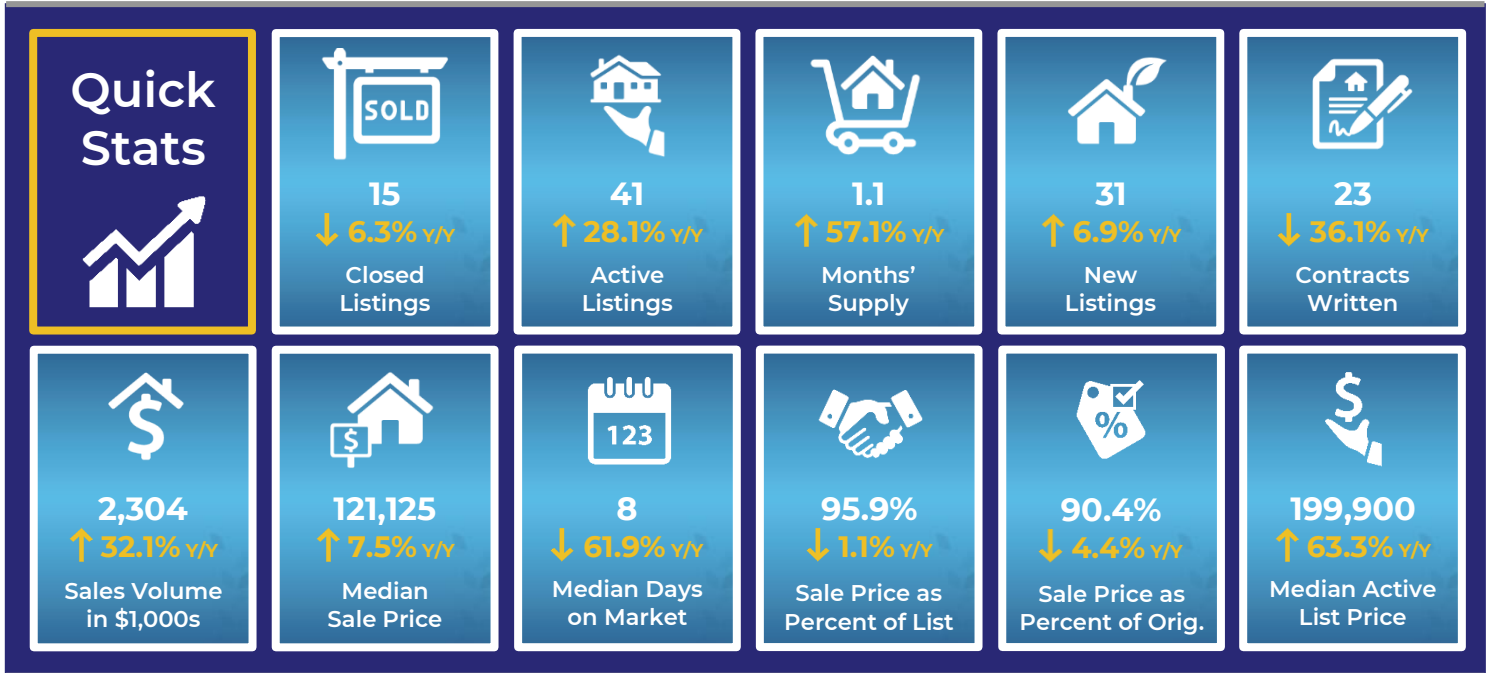 Quick
Stats
SOLD
15
↓ 6.3% Y/Y
Closed
Listings
41
↑ 28.1% Y/Y
Active
Listings
1.1
↑ 57.1% Y/Y
Months’
Supply
31
↑ 6.9% Y/Y
New
Listings
23
↓ 36.1% Y/Y
Contracts
Written
$
2,304
↑ 32.1% Y/Y
Sales Volume
in $1,000s
$
121,125
↑ 7.5% Y/Y
Median
Sale Price
123
8
↓ 61.9% Y/Y
Median Days
on Market
95.9%
↓ 1.1% Y/Y
Sale Price as
Percent of List
%
90.4%
↓ 4.4% Y/Y
Sale Price as
Percent of Orig.
$
199,900
↑ 63.3% Y/Y
Median Active
List Price